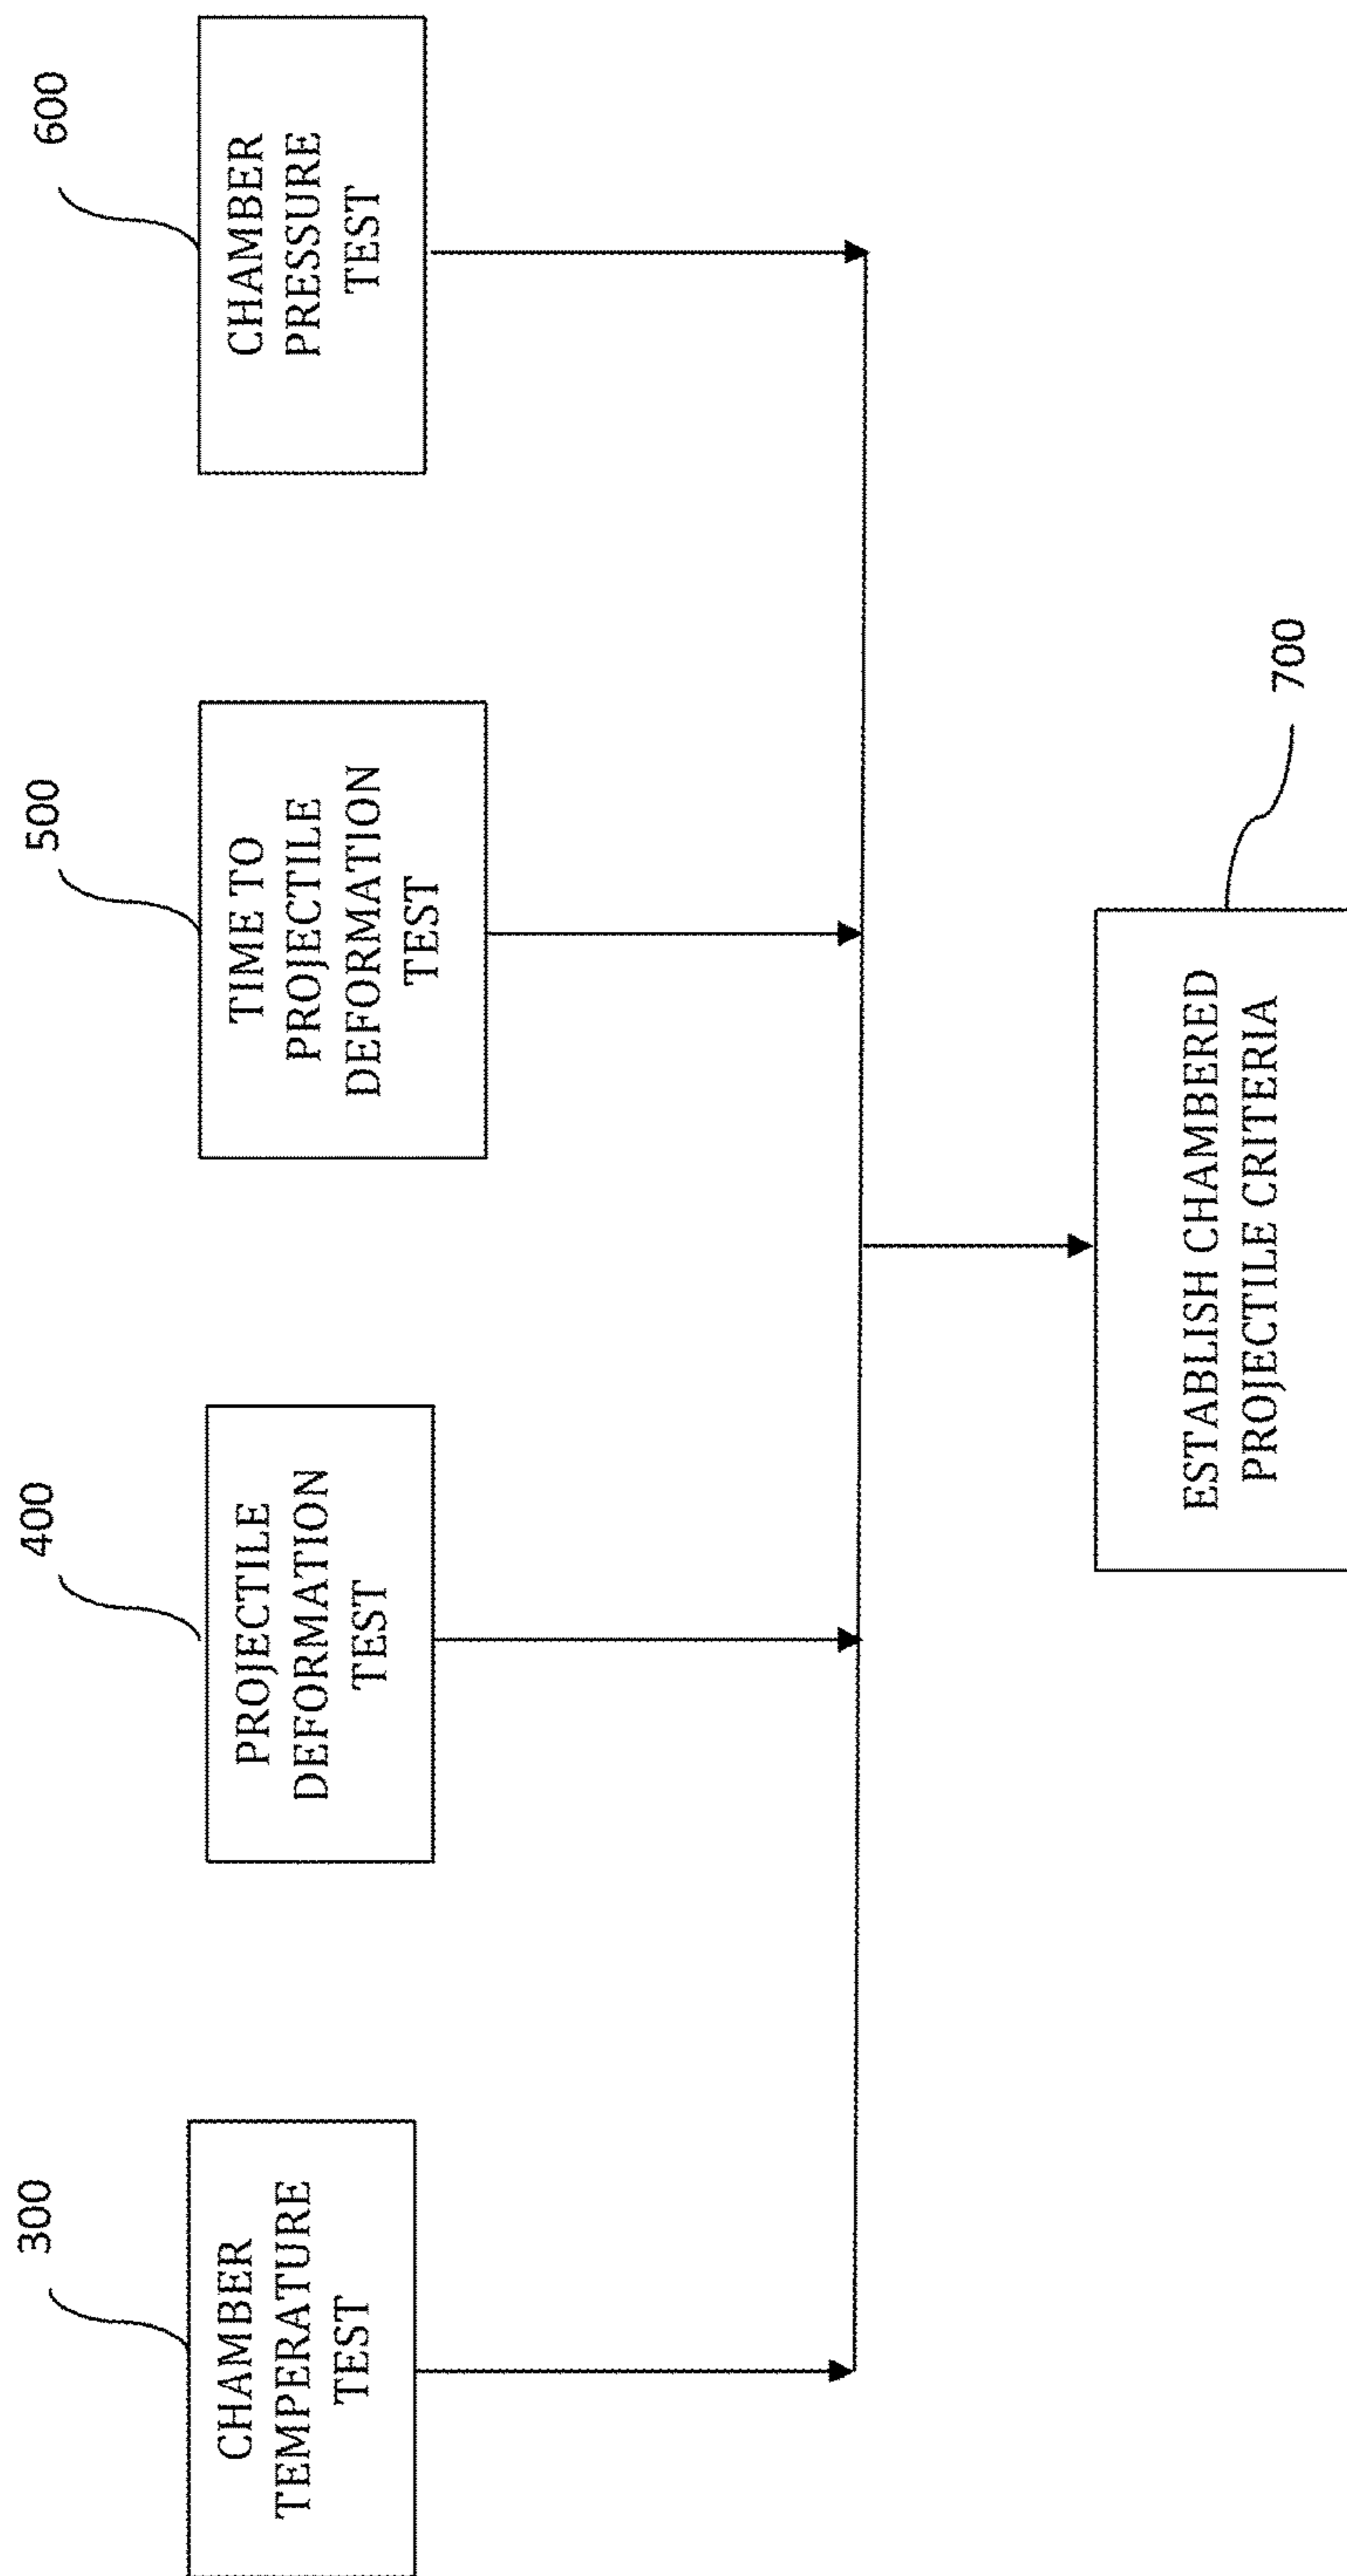 300
CHAMBER
TEMPERATURE
TEST
400
PROJECTILE
DEFORMATION
TEST
500
TIME TO
PROJECTILE
DEFORMATION
TEST
600
CHAMBER
PRESSURE
TEST
700
ESTABLISH CHAMBERED
PROJECTILE CRITERIA